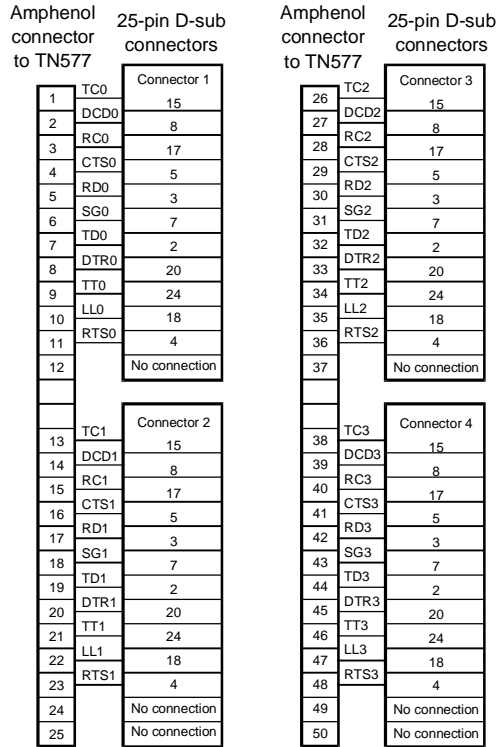 Amphenol connector to TN577
25-pin D-sub connectors
Connector 1
1 TC0 15
2 DCD0 8
3 RC0 17
4 CTS0 5
5 RD0 3
6 SG0 7
7 TD0 2
8 DTR0 20
9 TT0 24
10 LL0 18
11 RTS0 4
12 No connection
Connector 2
13 TC1 15
14 DCD1 8
15 RC1 17
16 CTS1 5
17 RD1 3
18 SG1 7
19 TD1 2
20 DTR1 20
21 TT1 24
22 LL1 18
23 RTS1 4
24 No connection
25 No connection
Amphenol connector to TN577
25-pin D-sub connectors
Connector 3
26 TC2 15
27 DCD2 8
28 RC2 17
29 CTS2 5
30 RD2 3
31 SG2 7
32 TD2 2
33 DTR2 20
34 TT2 24
35 LL2 18
36 RTS2 4
37 No connection
Connector 4
38 TC3 15
39 DCD3 8
40 RC3 17
41 CTS3 5
42 RD3 3
43 SG3 7
44 TD3 2
45 DTR3 20
46 TT3 24
47 LL3 18
48 RTS3 4
49 No connection
50 No connection